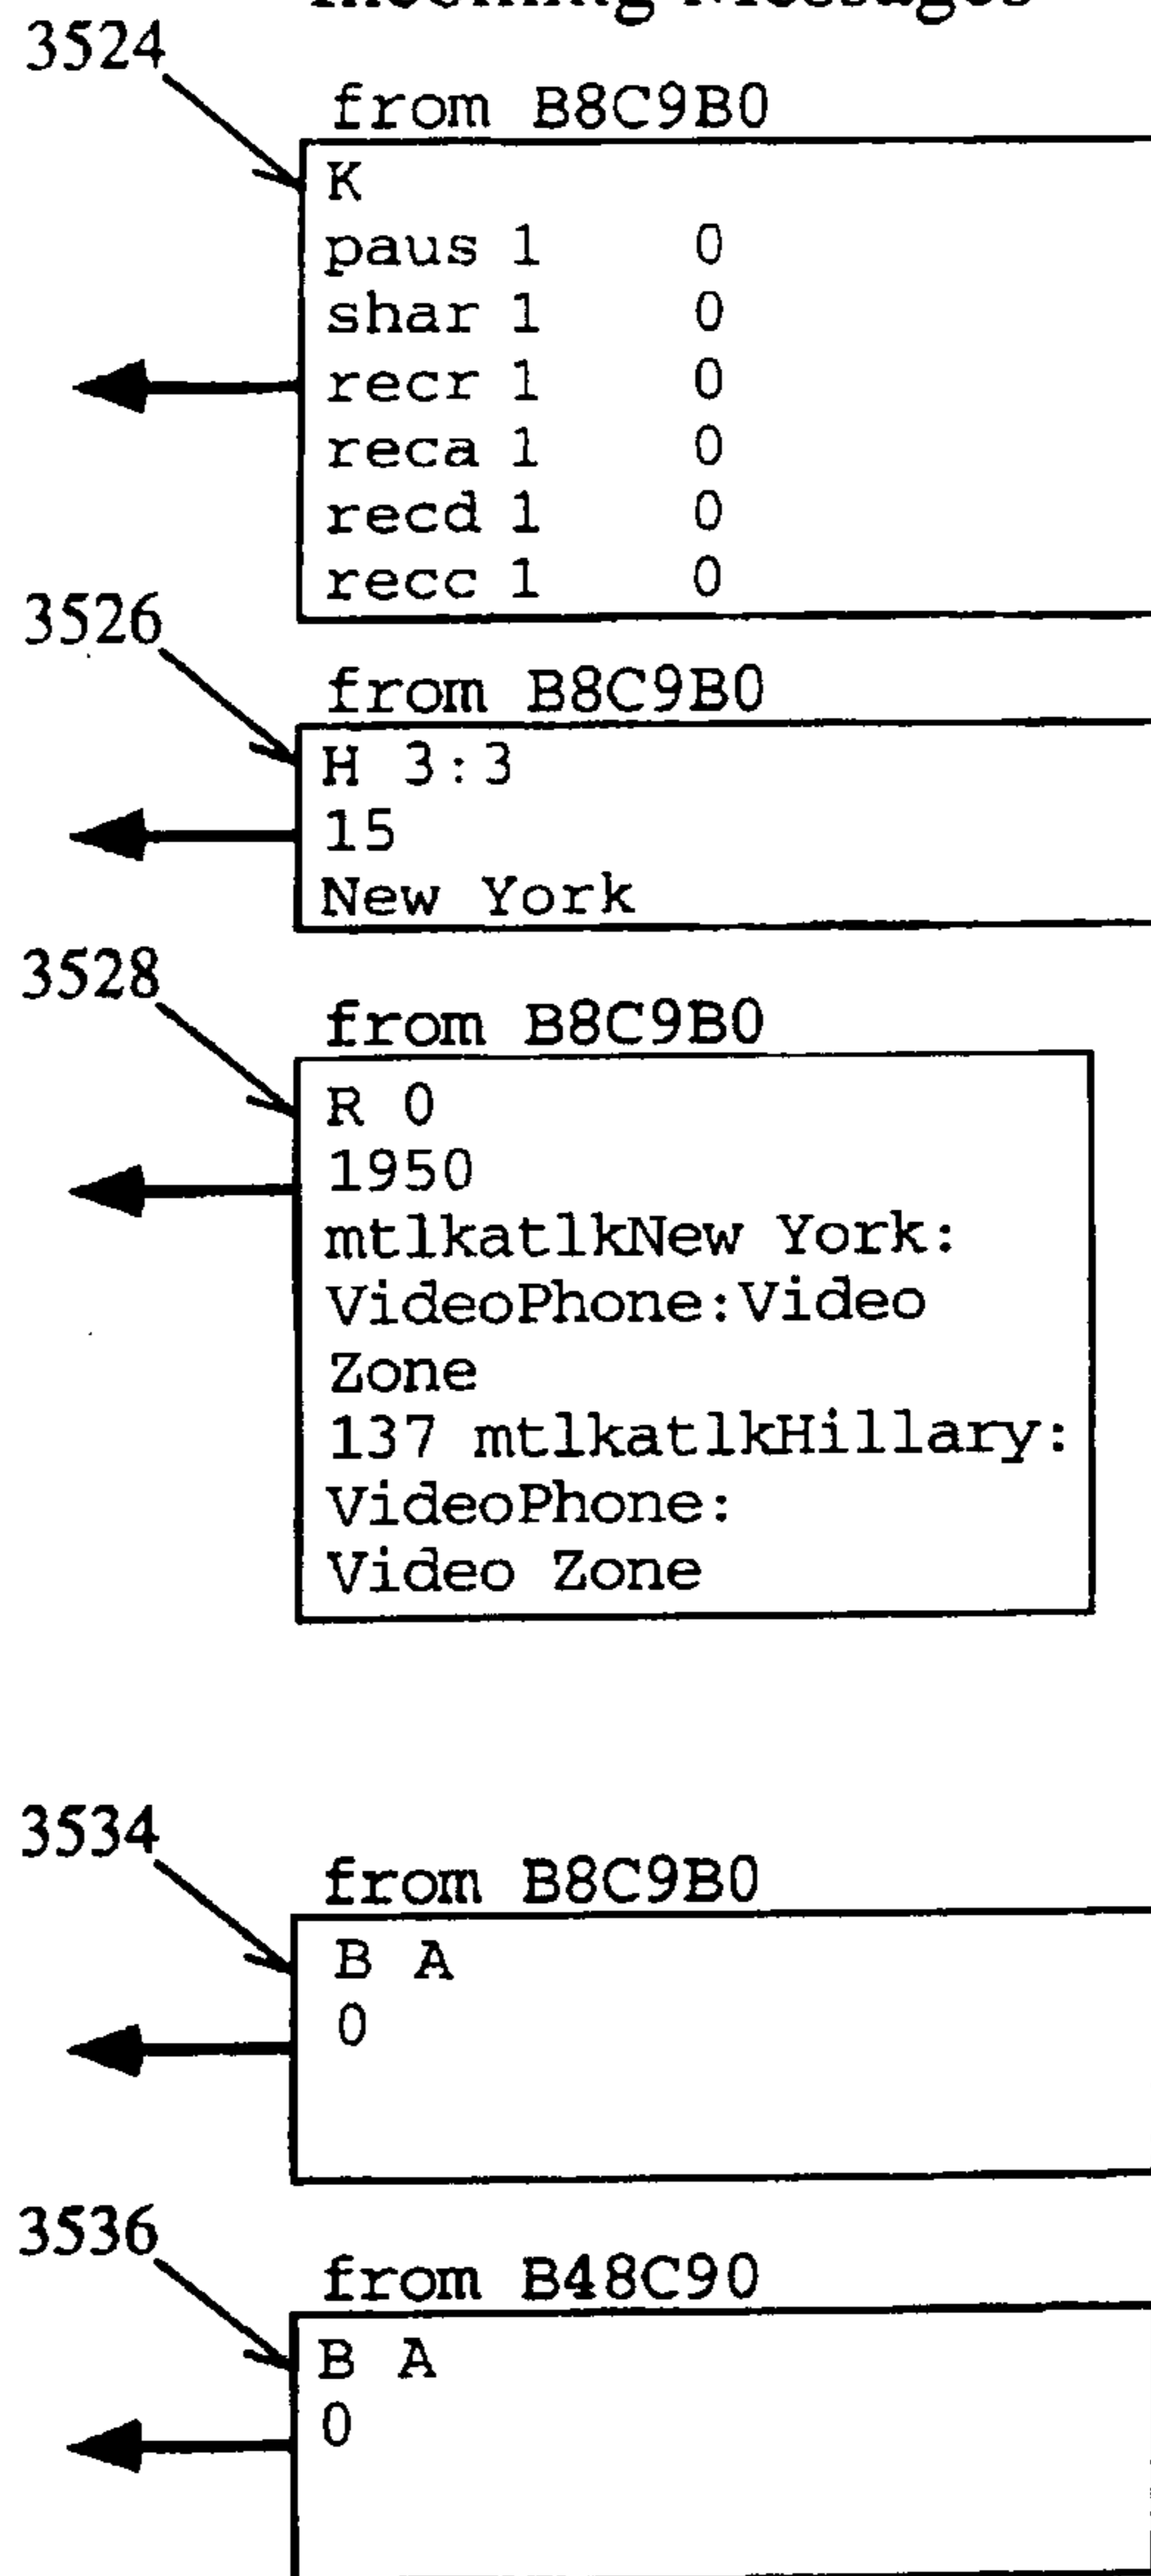 Incoming Messages
3524
from B8C9B0
K
paus 1 0
shar 1 0
recr 1 0
reca 1 0
recd 1 0
recc 1 0
3526
from B8C9B0
H 3:3
15
New York
3528
from B8C9B0
R 0
1950
mtlkatlkNew York:
VideoPhone:Video
Zone
137 mtlkatlkHillary:
VideoPhone:
Video Zone
3534
from B8C9B0
B A
0
3536
from B48C90
B A
0